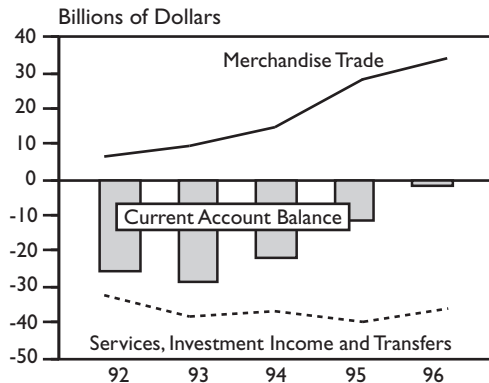 Billions of Dollars
40
30
20
10
0
-10
-20
-30
-40
-50
Merchandise Trade
Current Account Balance
Services, Investment Income and Transfers
92 93 94 95 96